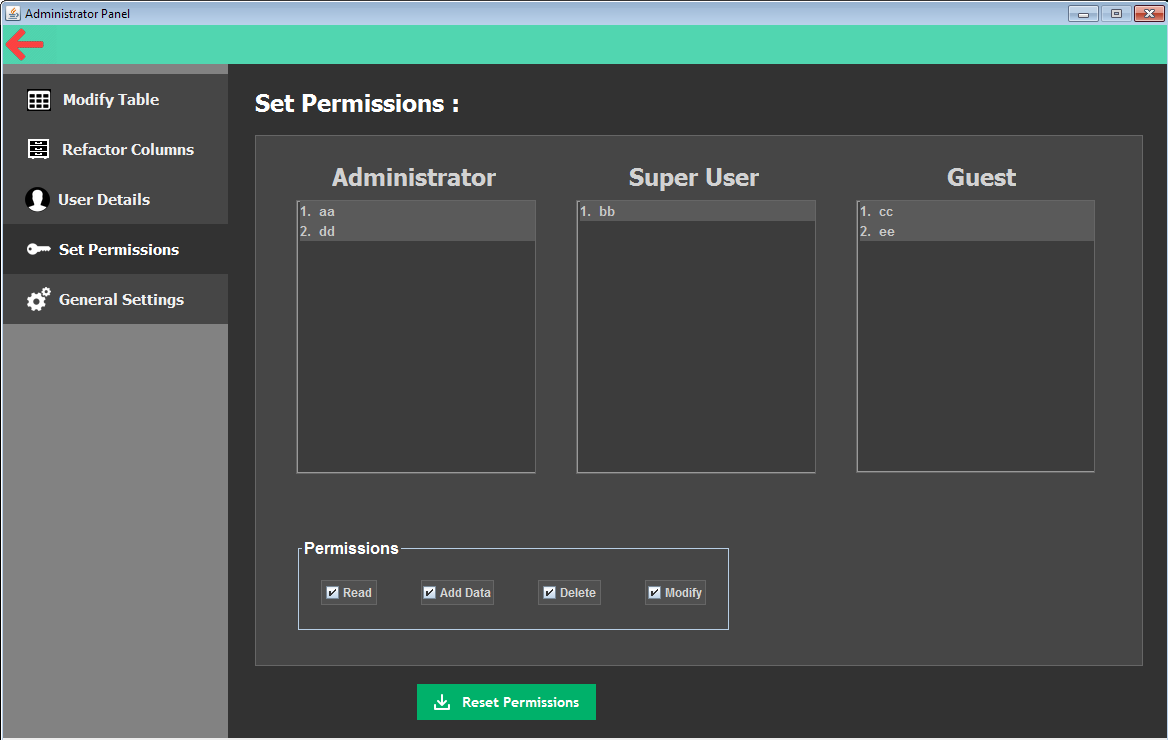 Administrator Panel
Modify Table
Refactor Columns
User Details
Set Permissions
General Settings
Set Permissions :
Administrator
1. aa
2. dd
Super User
1. bb
Guest
1. cc
2. ee
Permissions
Read
Add Data
Delete
Modify
Reset Permissions